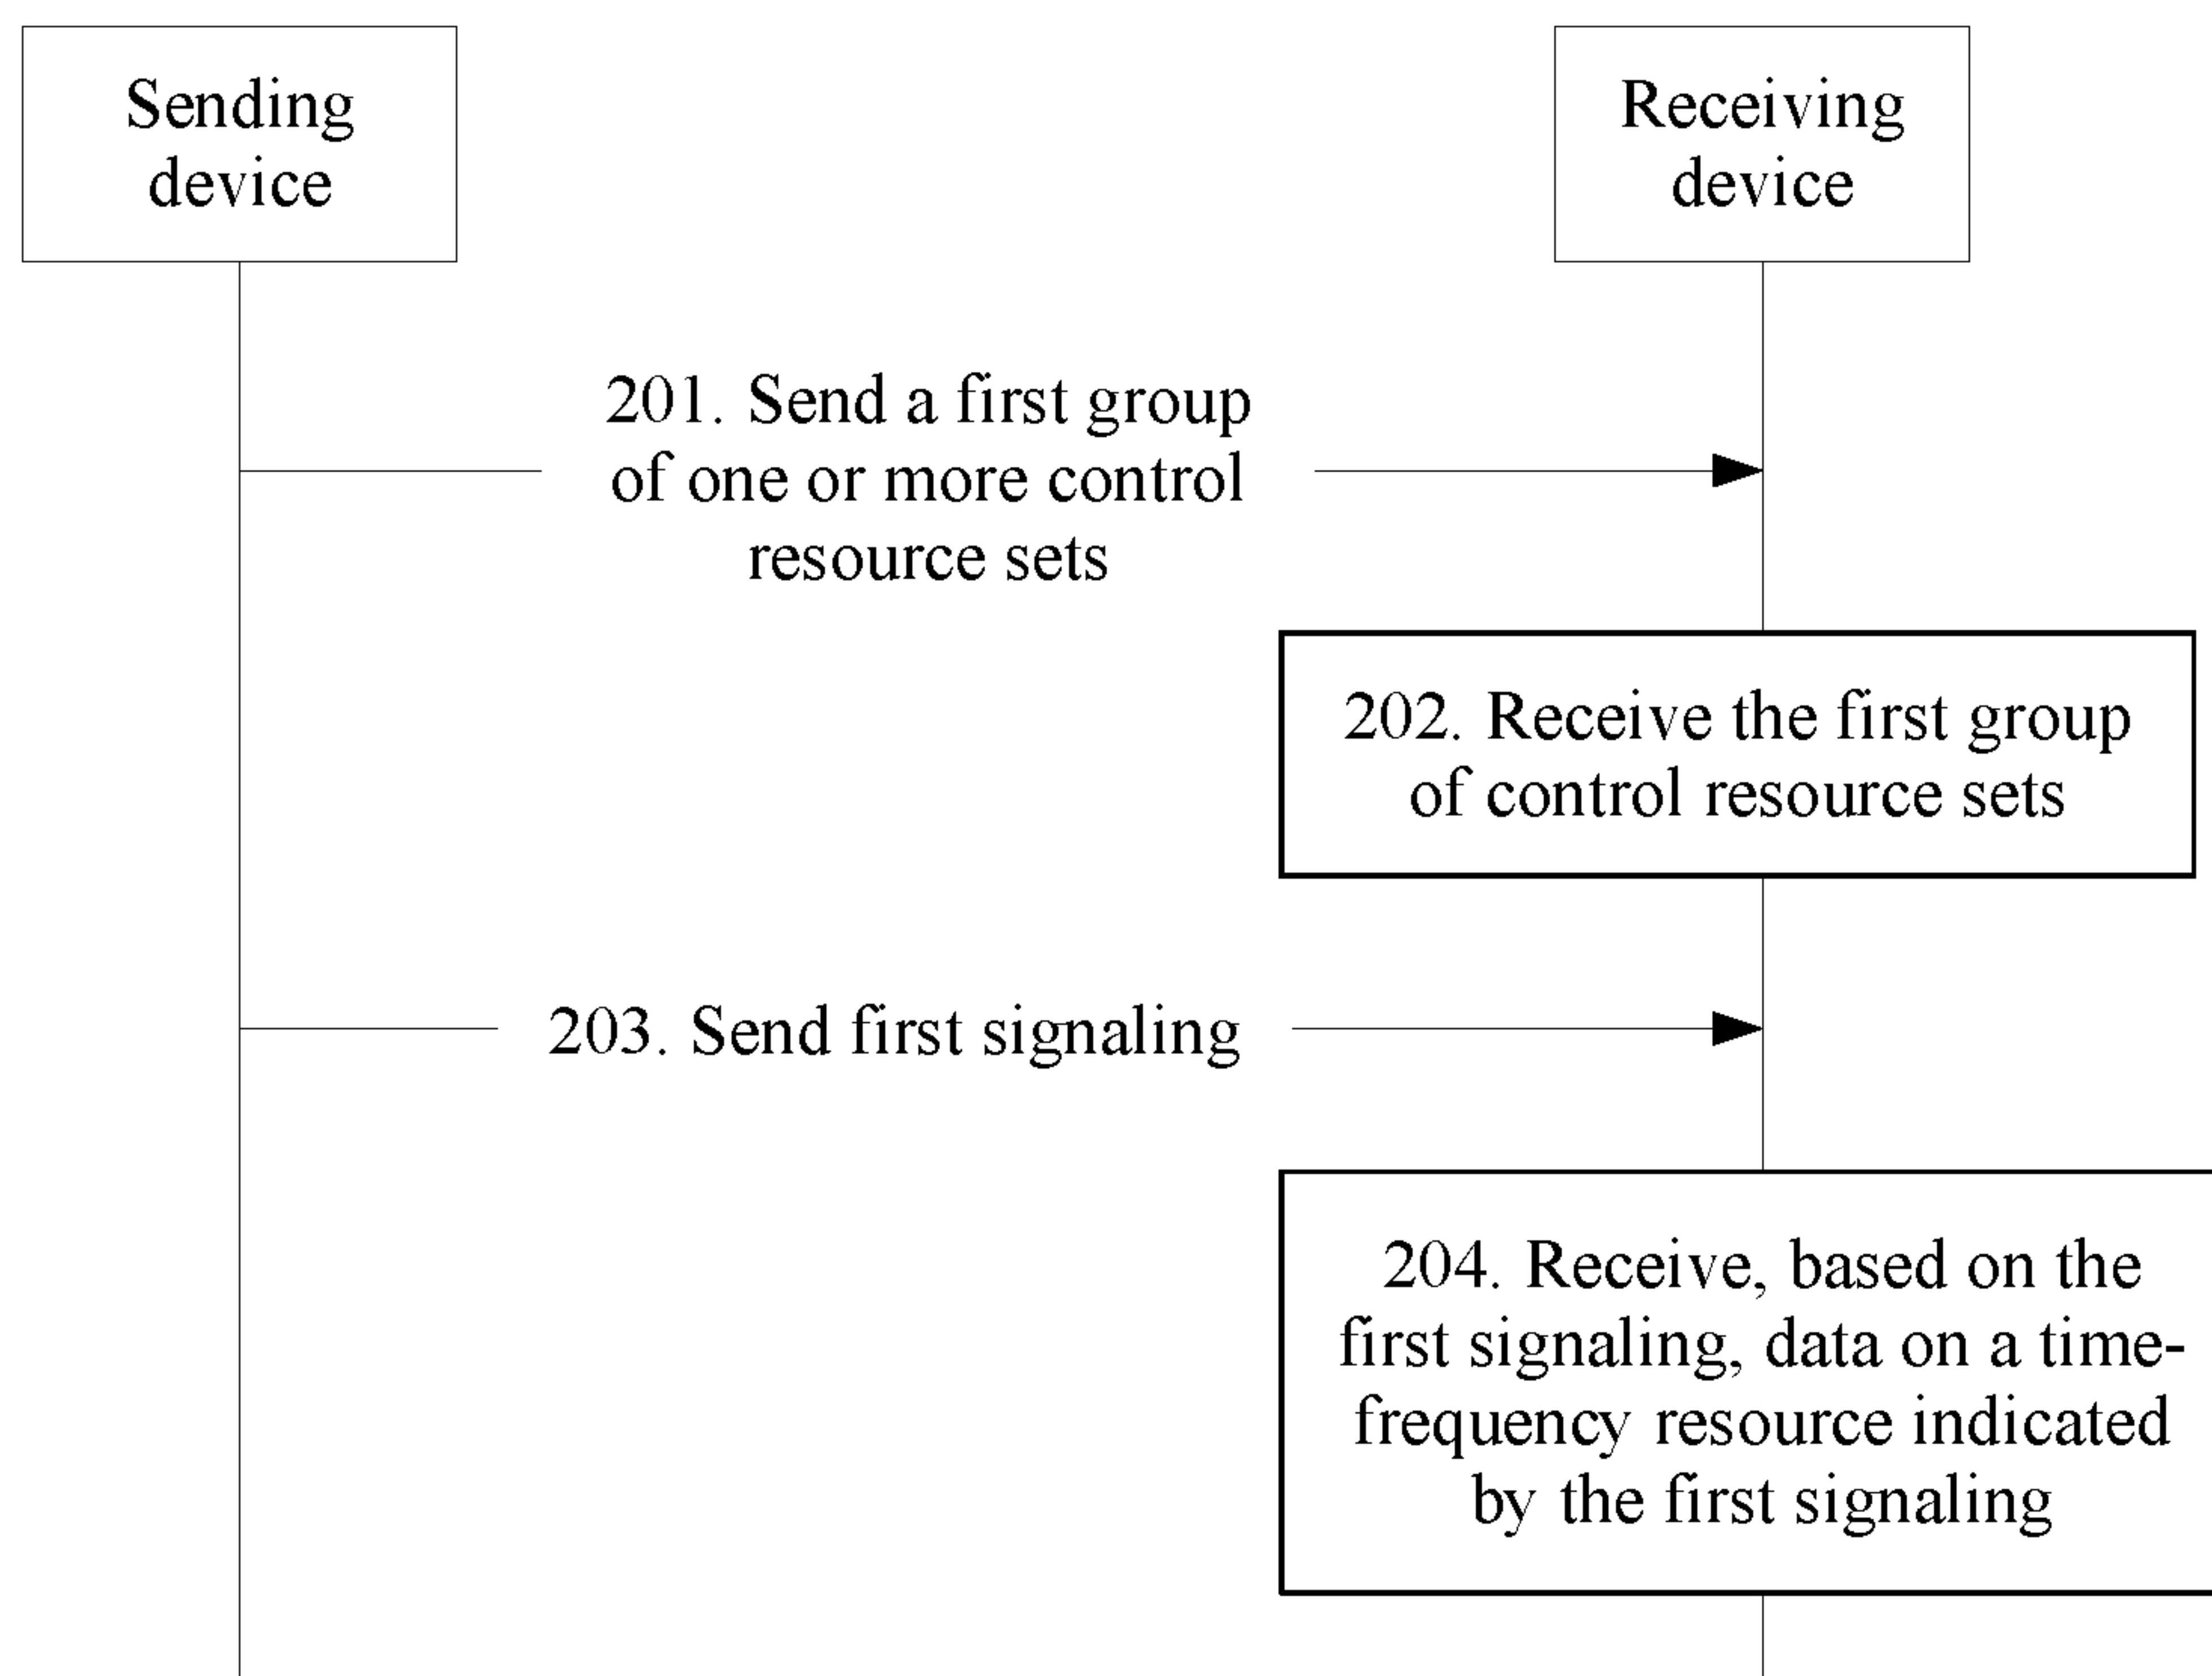 Sending
device
Receiving
device
201. Send a first group
of one or more control
resource sets
202. Receive the first group
of control resource sets
203. Send first signaling
204. Receive, based on the
first signaling, data on a time-
frequency resource indicated
by the first signaling